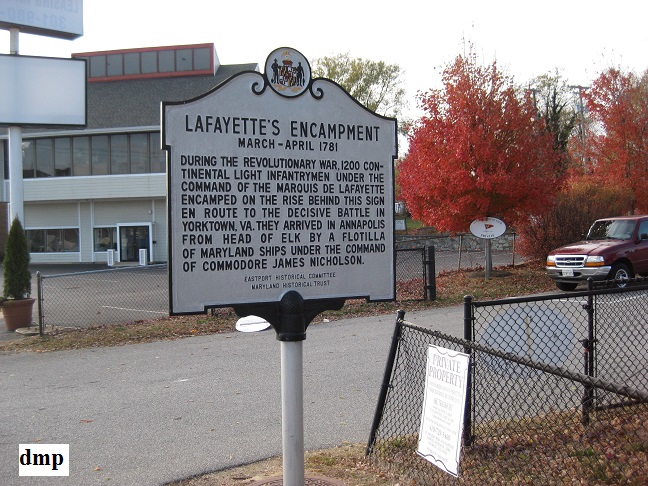 LAFAYETTE'S ENCAMPMENT
MARCH-APRIL 1781
DURING THE REVOLUTIONARY WAR, 1200 CON-
TINENTAL LIGHT INFANTRYMEN UNDER THE
COMMAND OF THE MARQUIS DE LAFAYETTE
ENCAMPED ON THE RISE BEHIND THIS SIGN
EN ROUTE TO THE DECISIVE BATTLE IN
YORKTOWN, VA. THEY ARRIVED IN ANNAPOLIS
FROM HEAD OF ELK BY A FLOTILLA
OF MARYLAND SHIPS UNDER THE COMMAND
OF COMMODORE JAMES NICHOLSON.
EASTPORT HISTORICAL COMMITTEE
MARYLAND HISTORICAL TRUST
PRIVATE
PROPERTY
dmp